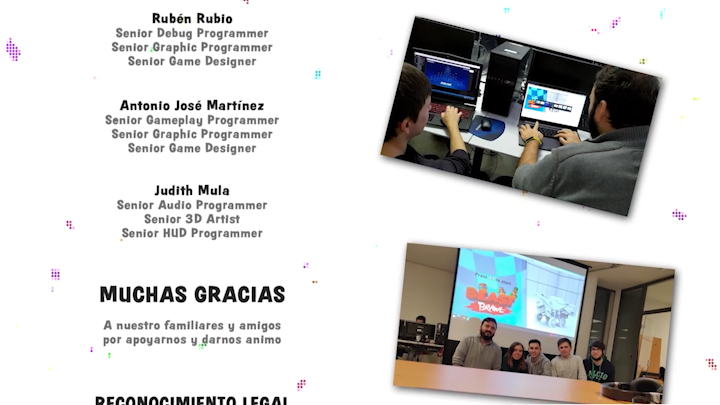 Rubén Rubio
Senior Debug Programmer
Senior Graphic Programmer
Senior Game Designer
Antonio José Martínez
Senior Gameplay Programmer
Senior Graphic Programmer
Senior Game Designer
Judith Mula
Senior Audio Programmer
Senior 3D Artist
Senior HUD Programmer
MUCHAS GRACIAS
A nuestro familiares y amigos
por apoyarnos y darnos animo
RECONOCIMIENTO LEGAL
BRAVE